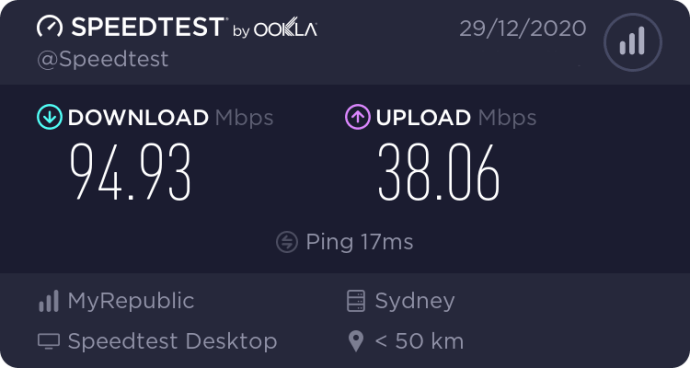 SPEEDTEST® by OOKLA® 29/12/2020
@Speedtest
DOWNLOAD Mbps UPLOAD Mbps
94.93 38.06
Ping 17ms
MyRepublic Sydney
Speedtest Desktop < 50 km